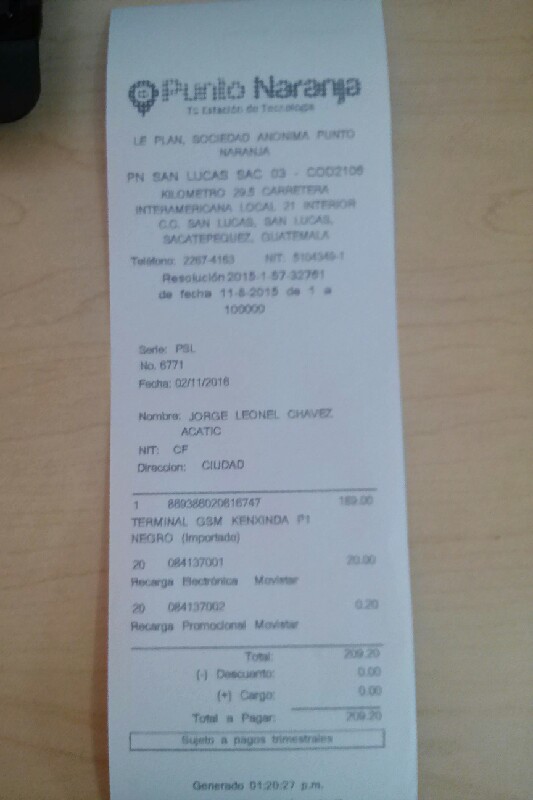 Punto Naranja
Tu Estación de Tecnología
LE PLAN, SOCIEDAD ANONIMA PUNTO
NARANJA
PN SAN LUCAS SAC 03 - COD2106
KILOMETRO 29.5 CARRETERA
INTERAMERICANA LOCAL 21 INTERIOR
C.C. SAN LUCAS, SAN LUCAS,
SACATEPEQUEZ, GUATEMALA
Teléfono: 2267-4163 NIT: 5104349-1
Resolución 2015-1-57-32761
de fecha 11-8-2015 de 1 a
100000
Serie: PSL
No. 6771
Fecha: 02/11/2016
Nombre: JORGE LEONEL CHAVEZ
ACATIC
NIT: CF
Direccion: CIUDAD
1 889388020616747 189.00
TERMINAL GSM KENXINDA P1
NEGRO (Importado)
20 084137001 20.00
Recarga Electrónica Movistar
20 084137002 0.20
Recarga Promocional Movistar
Total: 209.20
(-) Descuento: 0.00
(+) Cargo: 0.00
Total a Pagar: 209.20
Sujeto a pagos trimestrales
Generado 01:20:27 p.m.